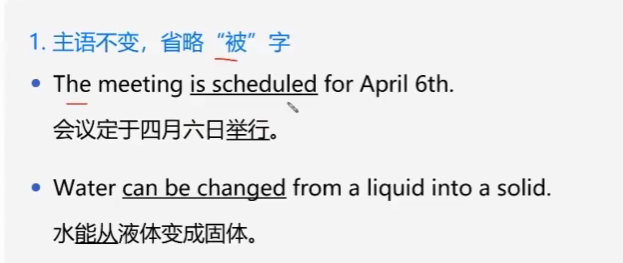 1. 主语不变，省略“被”字
• The meeting is scheduled for April 6th.
会议定于四月六日举行。
• Water can be changed from a liquid into a solid.
水能从液体变成固体。